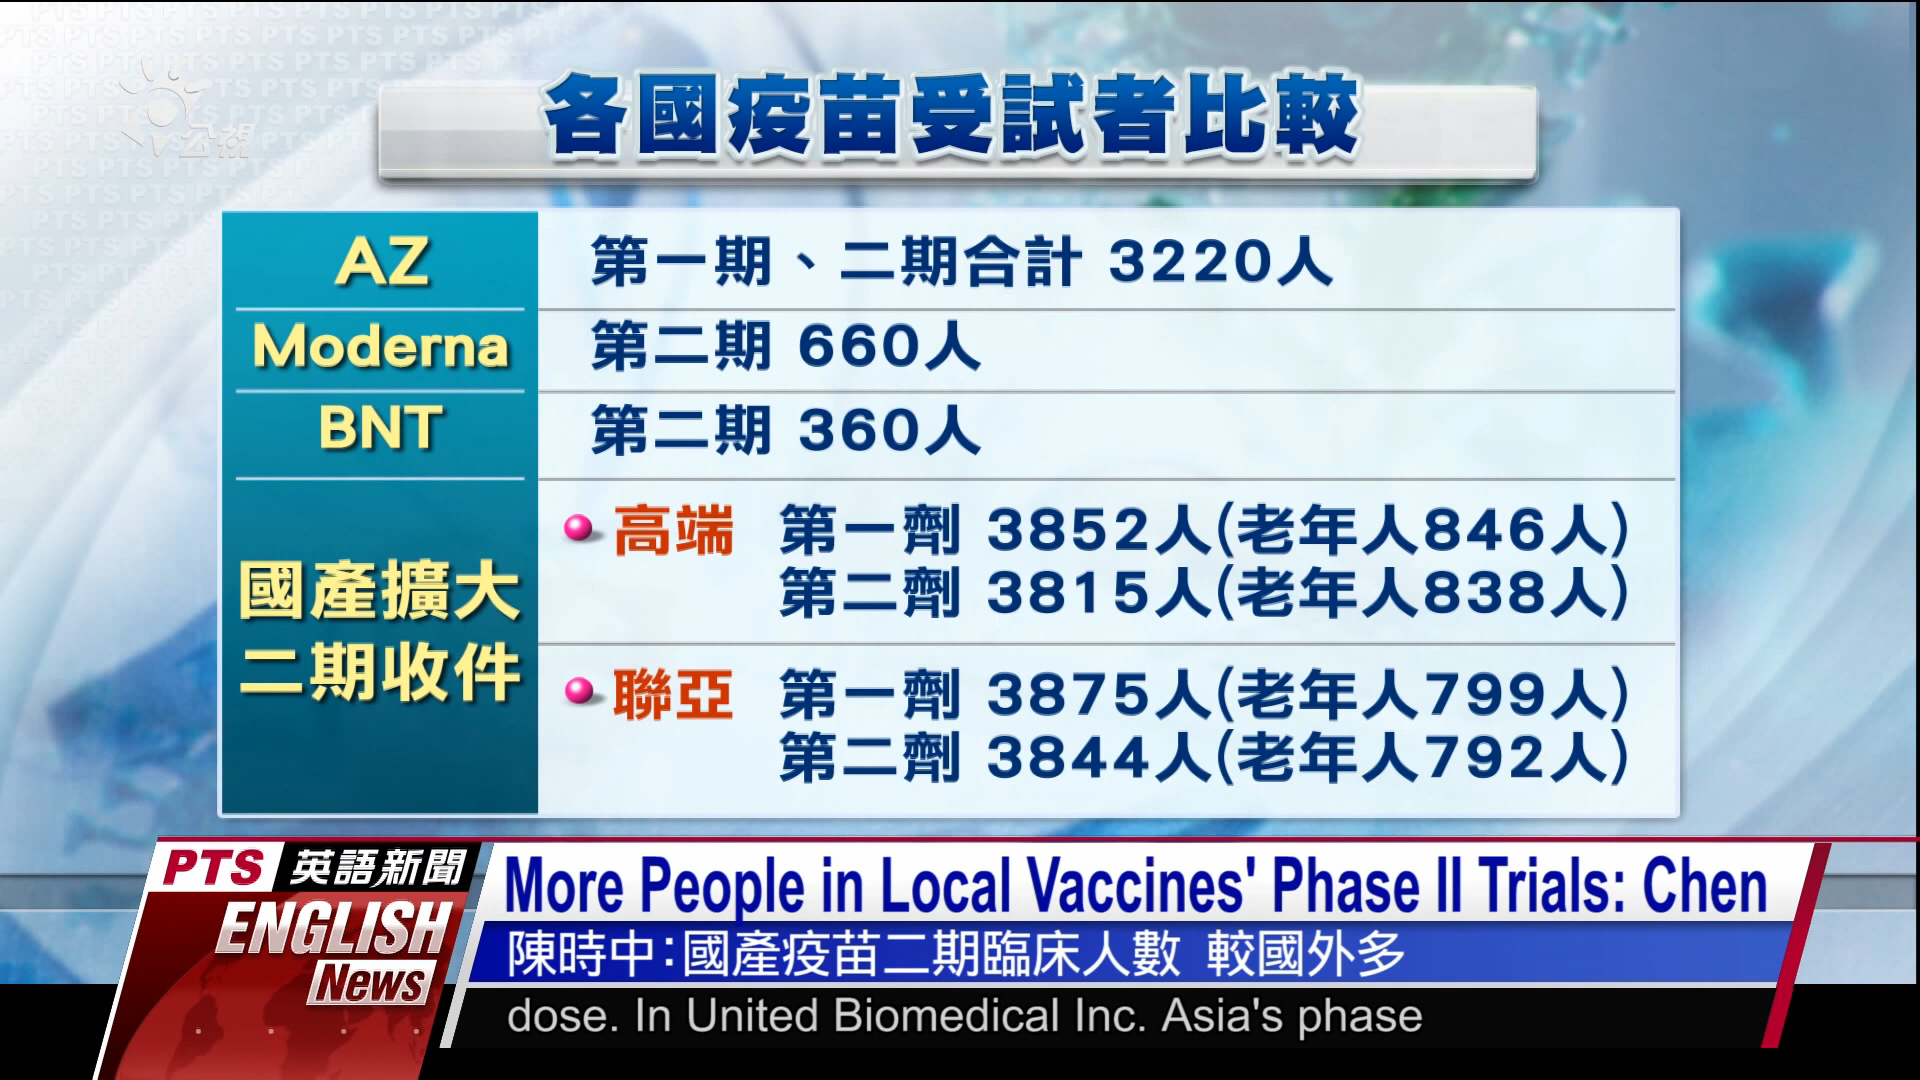 公視
各國疫苗受試者比較
AZ 第一期、二期合計 3220人
Moderna 第二期 660人
BNT 第二期 360人
國產擴大
二期收件
高端 第一劑 3852人(老年人846人)
第二劑 3815人(老年人838人)
聯亞 第一劑 3875人(老年人799人)
第二劑 3844人(老年人792人)
PTS 英語新聞
ENGLISH
News
More People in Local Vaccines' Phase II Trials: Chen
陳時中:國產疫苗二期臨床人數 較國外多
dose. In United Biomedical Inc. Asia's phase